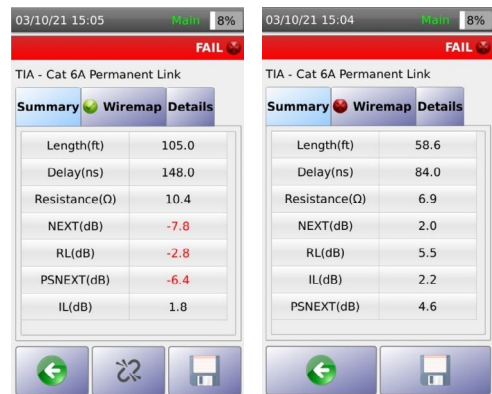 03/10/21 15:05 Main 8%
FAIL
TIA - Cat 6A Permanent Link
Summary Wiremap Details
Length(ft) 105.0
Delay(ns) 148.0
Resistance(Ω) 10.4
NEXT(dB) -7.8
RL(dB) -2.8
PSNEXT(dB) -6.4
IL(dB) 1.8
03/10/21 15:04 Main 8%
FAIL
TIA - Cat 6A Permanent Link
Summary Wiremap Details
Length(ft) 58.6
Delay(ns) 84.0
Resistance(Ω) 6.9
NEXT(dB) 2.0
RL(dB) 5.5
IL(dB) 2.2
PSNEXT(dB) 4.6